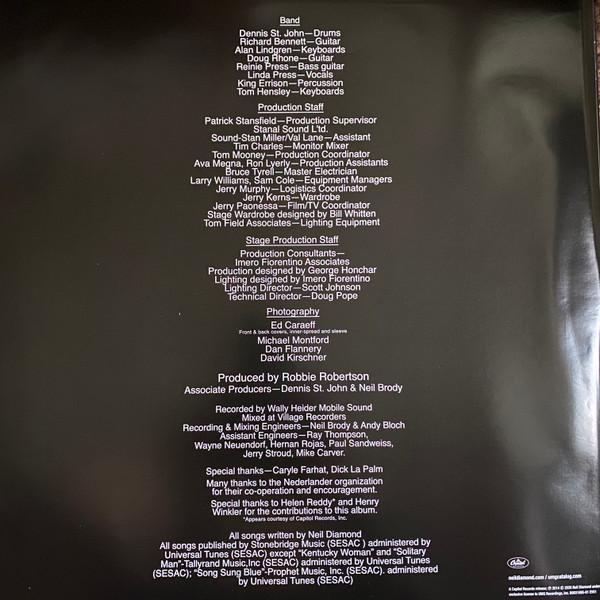 Band
Dennis St. John—Drums
Richard Bennett—Guitar
Alan Lindgren—Keyboards
Doug Rhone—Guitar
Reinie Press—Bass guitar
Linda Press—Vocals
King Errison—Percussion
Tom Hensley—Keyboards
Production Staff
Patrick Stansfield—Production Supervisor
Stanal Sound L'td.
Sound-Stan Miller/Val Lane—Assistant
Tim Charles—Monitor Mixer
Tom Mooney—Production Coordinator
Ava Megna, Ron Lyerly—Production Assistants
Bruce Tyrell—Master Electrician
Larry Williams, Sam Cole—Equipment Managers
Jerry Murphy—Logistics Coordinator
Jerry Kerns—Wardrobe
Jerry Paonessa—Film/TV Coordinator
Stage Wardrobe designed by Bill Whitten
Tom Field Associates—Lighting Equipment
Stage Production Staff
Production Consultants—
Imero Fiorentino Associates
Production designed by George Honchar
Lighting designed by Imero Fiorentino
Lighting Director—Scott Johnson
Technical Director—Doug Pope
Photography
Ed Caraeff
Front & back covers, inner-spread and sleeve
Michael Montford
Dan Flannery
David Kirschner
Produced by Robbie Robertson
Associate Producers—Dennis St. John & Neil Brody
Recorded by Wally Heider Mobile Sound
Mixed at Village Recorders
Recording & Mixing Engineers—Neil Brody & Andy Bloch
Assistant Engineers—Ray Thompson,
Wayne Neuendorf, Hernan Rojas, Paul Sandweiss,
Jerry Stroud, Mike Carver.
Special thanks—Caryle Farhat, Dick La Palm
Many thanks to the Nederlander organization
for their co-operation and encouragement.
Special thanks to Helen Reddy* and Henry
Winkler for the contributions to this album.
*Appears courtesy of Capitol Records, Inc.
All songs written by Neil Diamond
All songs published by Stonebridge Music (SESAC ) administered by
Universal Tunes (SESAC) except "Kentucky Woman" and "Solitary
Man"-Tallyrand Music,Inc (SESAC) administered by Universal Tunes
(SESAC); "Song Sung Blue"-Prophet Music, Inc. (SESAC). administered
by Universal Tunes (SESAC)
Capitol
neildiamond.com / umgcatalog.com